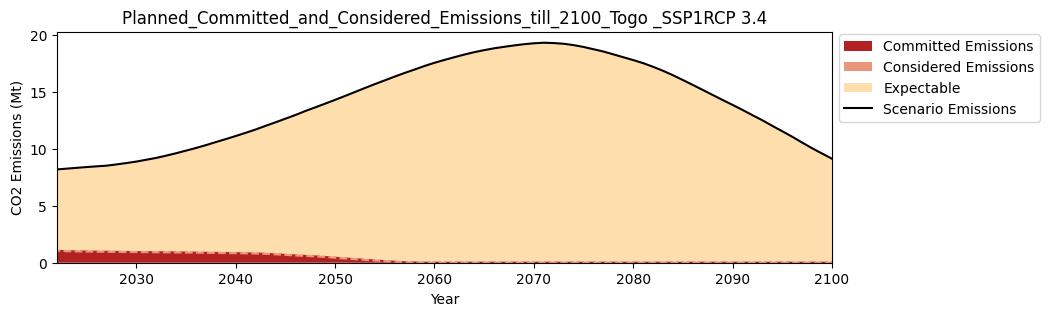 Planned_Committed_and_Considered_Emissions_till_2100_Togo _SSP1RCP 3.4
CO2 Emissions (Mt)
20
15
10
5
0
2030 2040 2050 2060 2070 2080 2090 2100
Year
Committed Emissions
Considered Emissions
Expectable
Scenario Emissions